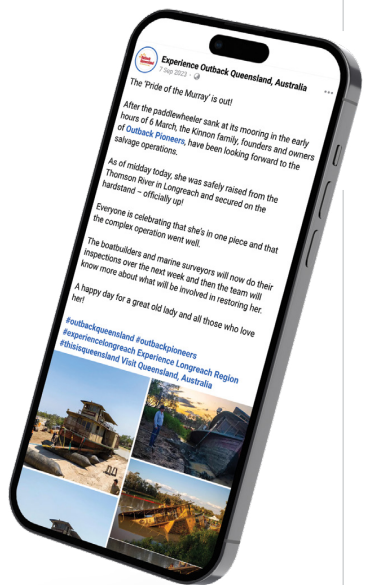 Experience Outback Queensland, Australia
7 Sep 2023 ·
The 'Pride of the Murray' is out!
After the paddlewheeler sank at its mooring in the early
hours of 6 March, the Kinnon family, founders and owners
of Outback Pioneers, have been looking forward to the
salvage operations.
As of midday today, she was safely raised from the
Thomson River in Longreach and secured on the
hardstand – officially up!
Everyone is celebrating that she's in one piece and that
the complex operation went well.
The boatbuilders and marine surveyors will now do their
inspections over the next week and then the team will
know more about what will be involved in restoring her.
A happy day for a great old lady and all those who love
her!
#outbackqueensland #outbackpioneers
#experiencelongreach Experience Longreach Region
#thisisqueensland Visit Queensland, Australia